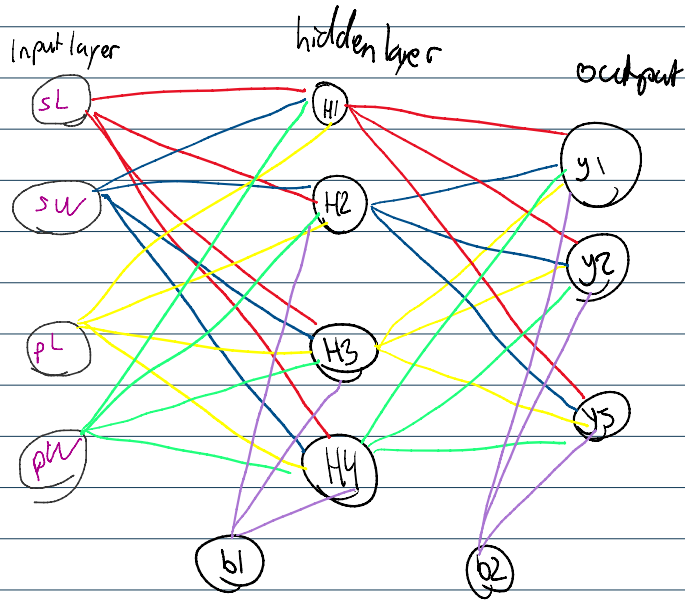 Input layer
hidden layer
output
sL
H1
y1
sW
H2
y2
pL
H3
y3
pW
H4
b1
b2